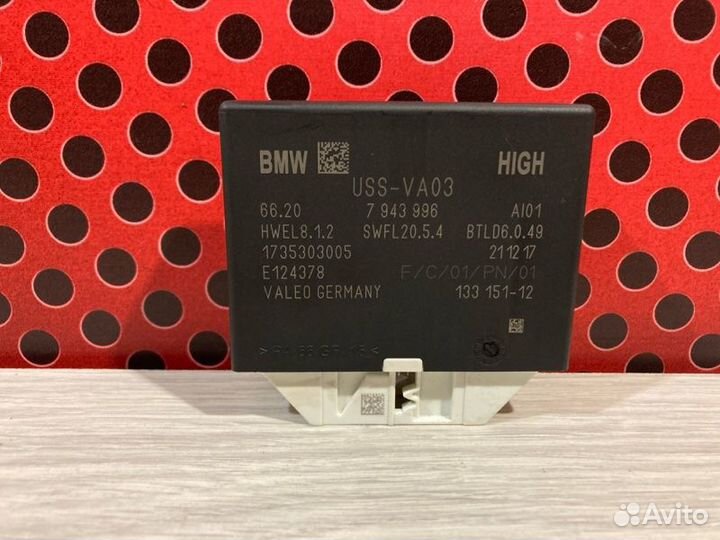 BMW HIGH
USS-VA03
66.20 7 943 996 AI01
HWEL8.1.2 SWFL20.5.4 BTLD6.0.49
1735303005 211217
E124378 F/C/01/PN/01
VALEO GERMANY 133 151-12
Avito